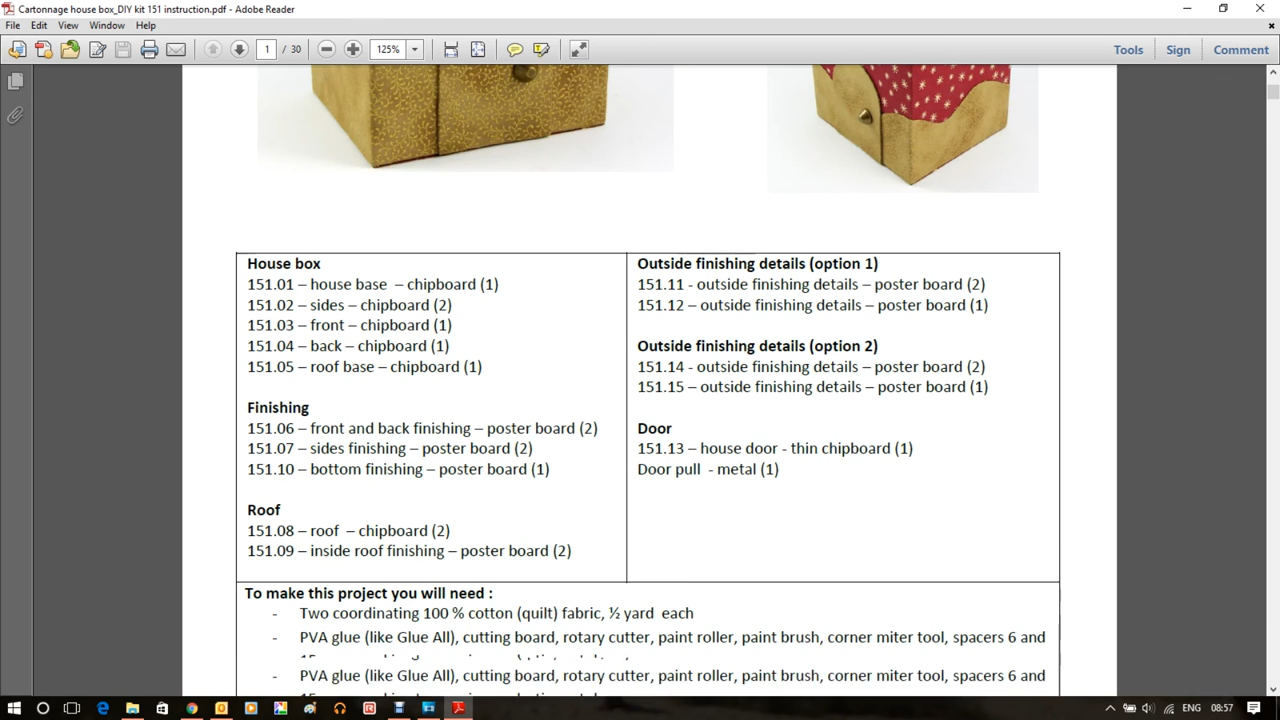 Cartonnage house box_DIY kit 151 instruction.pdf - Adobe Reader
File Edit View Window Help
1 / 30 125% Tools Sign Comment
House box
151.01 – house base – chipboard (1)
151.02 – sides – chipboard (2)
151.03 – front – chipboard (1)
151.04 – back – chipboard (1)
151.05 – roof base – chipboard (1)
Finishing
151.06 – front and back finishing – poster board (2)
151.07 – sides finishing – poster board (2)
151.10 – bottom finishing – poster board (1)
Roof
151.08 – roof – chipboard (2)
151.09 – inside roof finishing – poster board (2)
Outside finishing details (option 1)
151.11 - outside finishing details – poster board (2)
151.12 – outside finishing details – poster board (1)
Outside finishing details (option 2)
151.14 - outside finishing details – poster board (2)
151.15 – outside finishing details – poster board (1)
Door
151.13 – house door - thin chipboard (1)
Door pull - metal (1)
To make this project you will need :
- Two coordinating 100 % cotton (quilt) fabric, ½ yard each
- PVA glue (like Glue All), cutting board, rotary cutter, paint roller, paint brush, corner miter tool, spacers 6 and
- PVA glue (like Glue All), cutting board, rotary cutter, paint roller, paint brush, corner miter tool, spacers 6 and
ENG 08:57